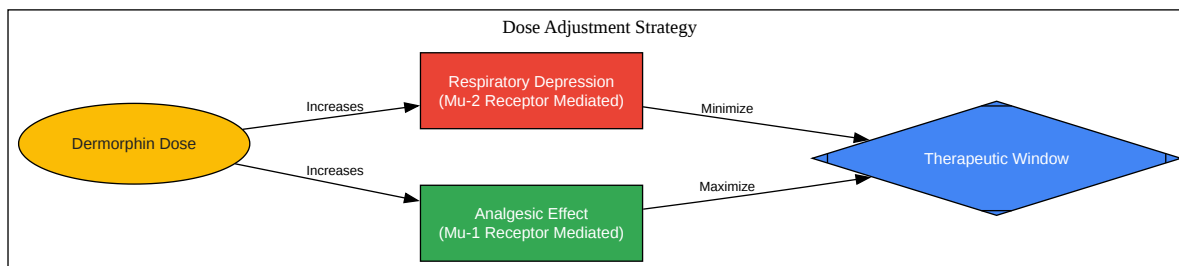 Dose Adjustment Strategy
Respiratory Depression
(Mu-2 Receptor Mediated)
Increases
Minimize
Dermorphin Dose
Therapeutic Window
Increases
Maximize
Analgesic Effect
(Mu-1 Receptor Mediated)